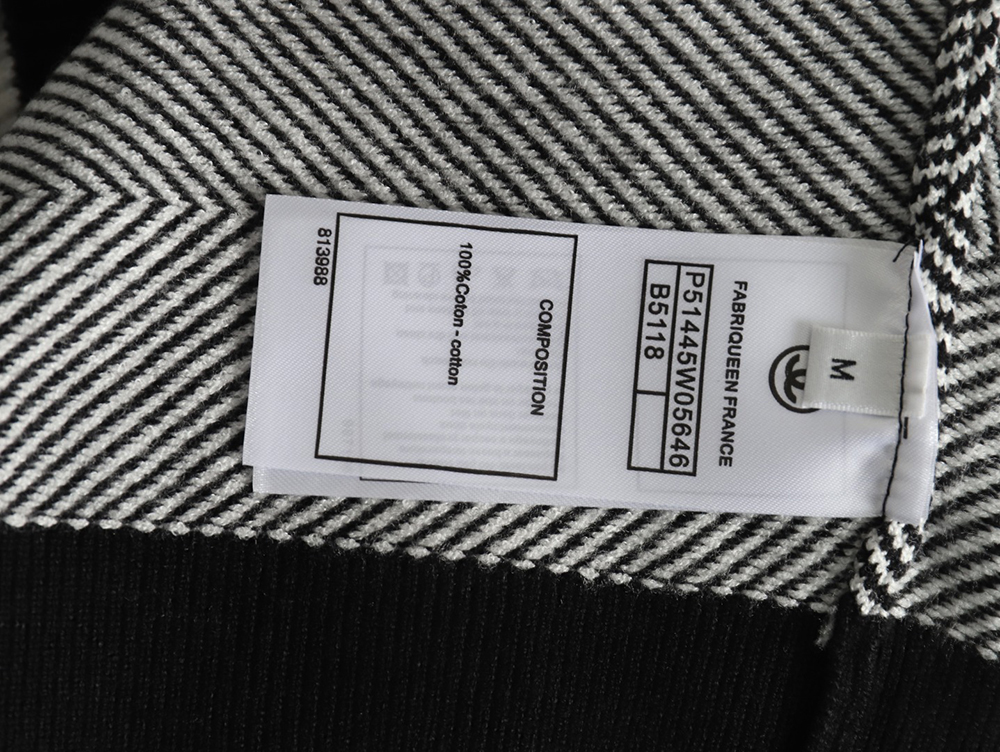 M
FABRIQUEEN FRANCE
P51445W05646
B5118
COMPOSITION
100%Coton - cotton
813988